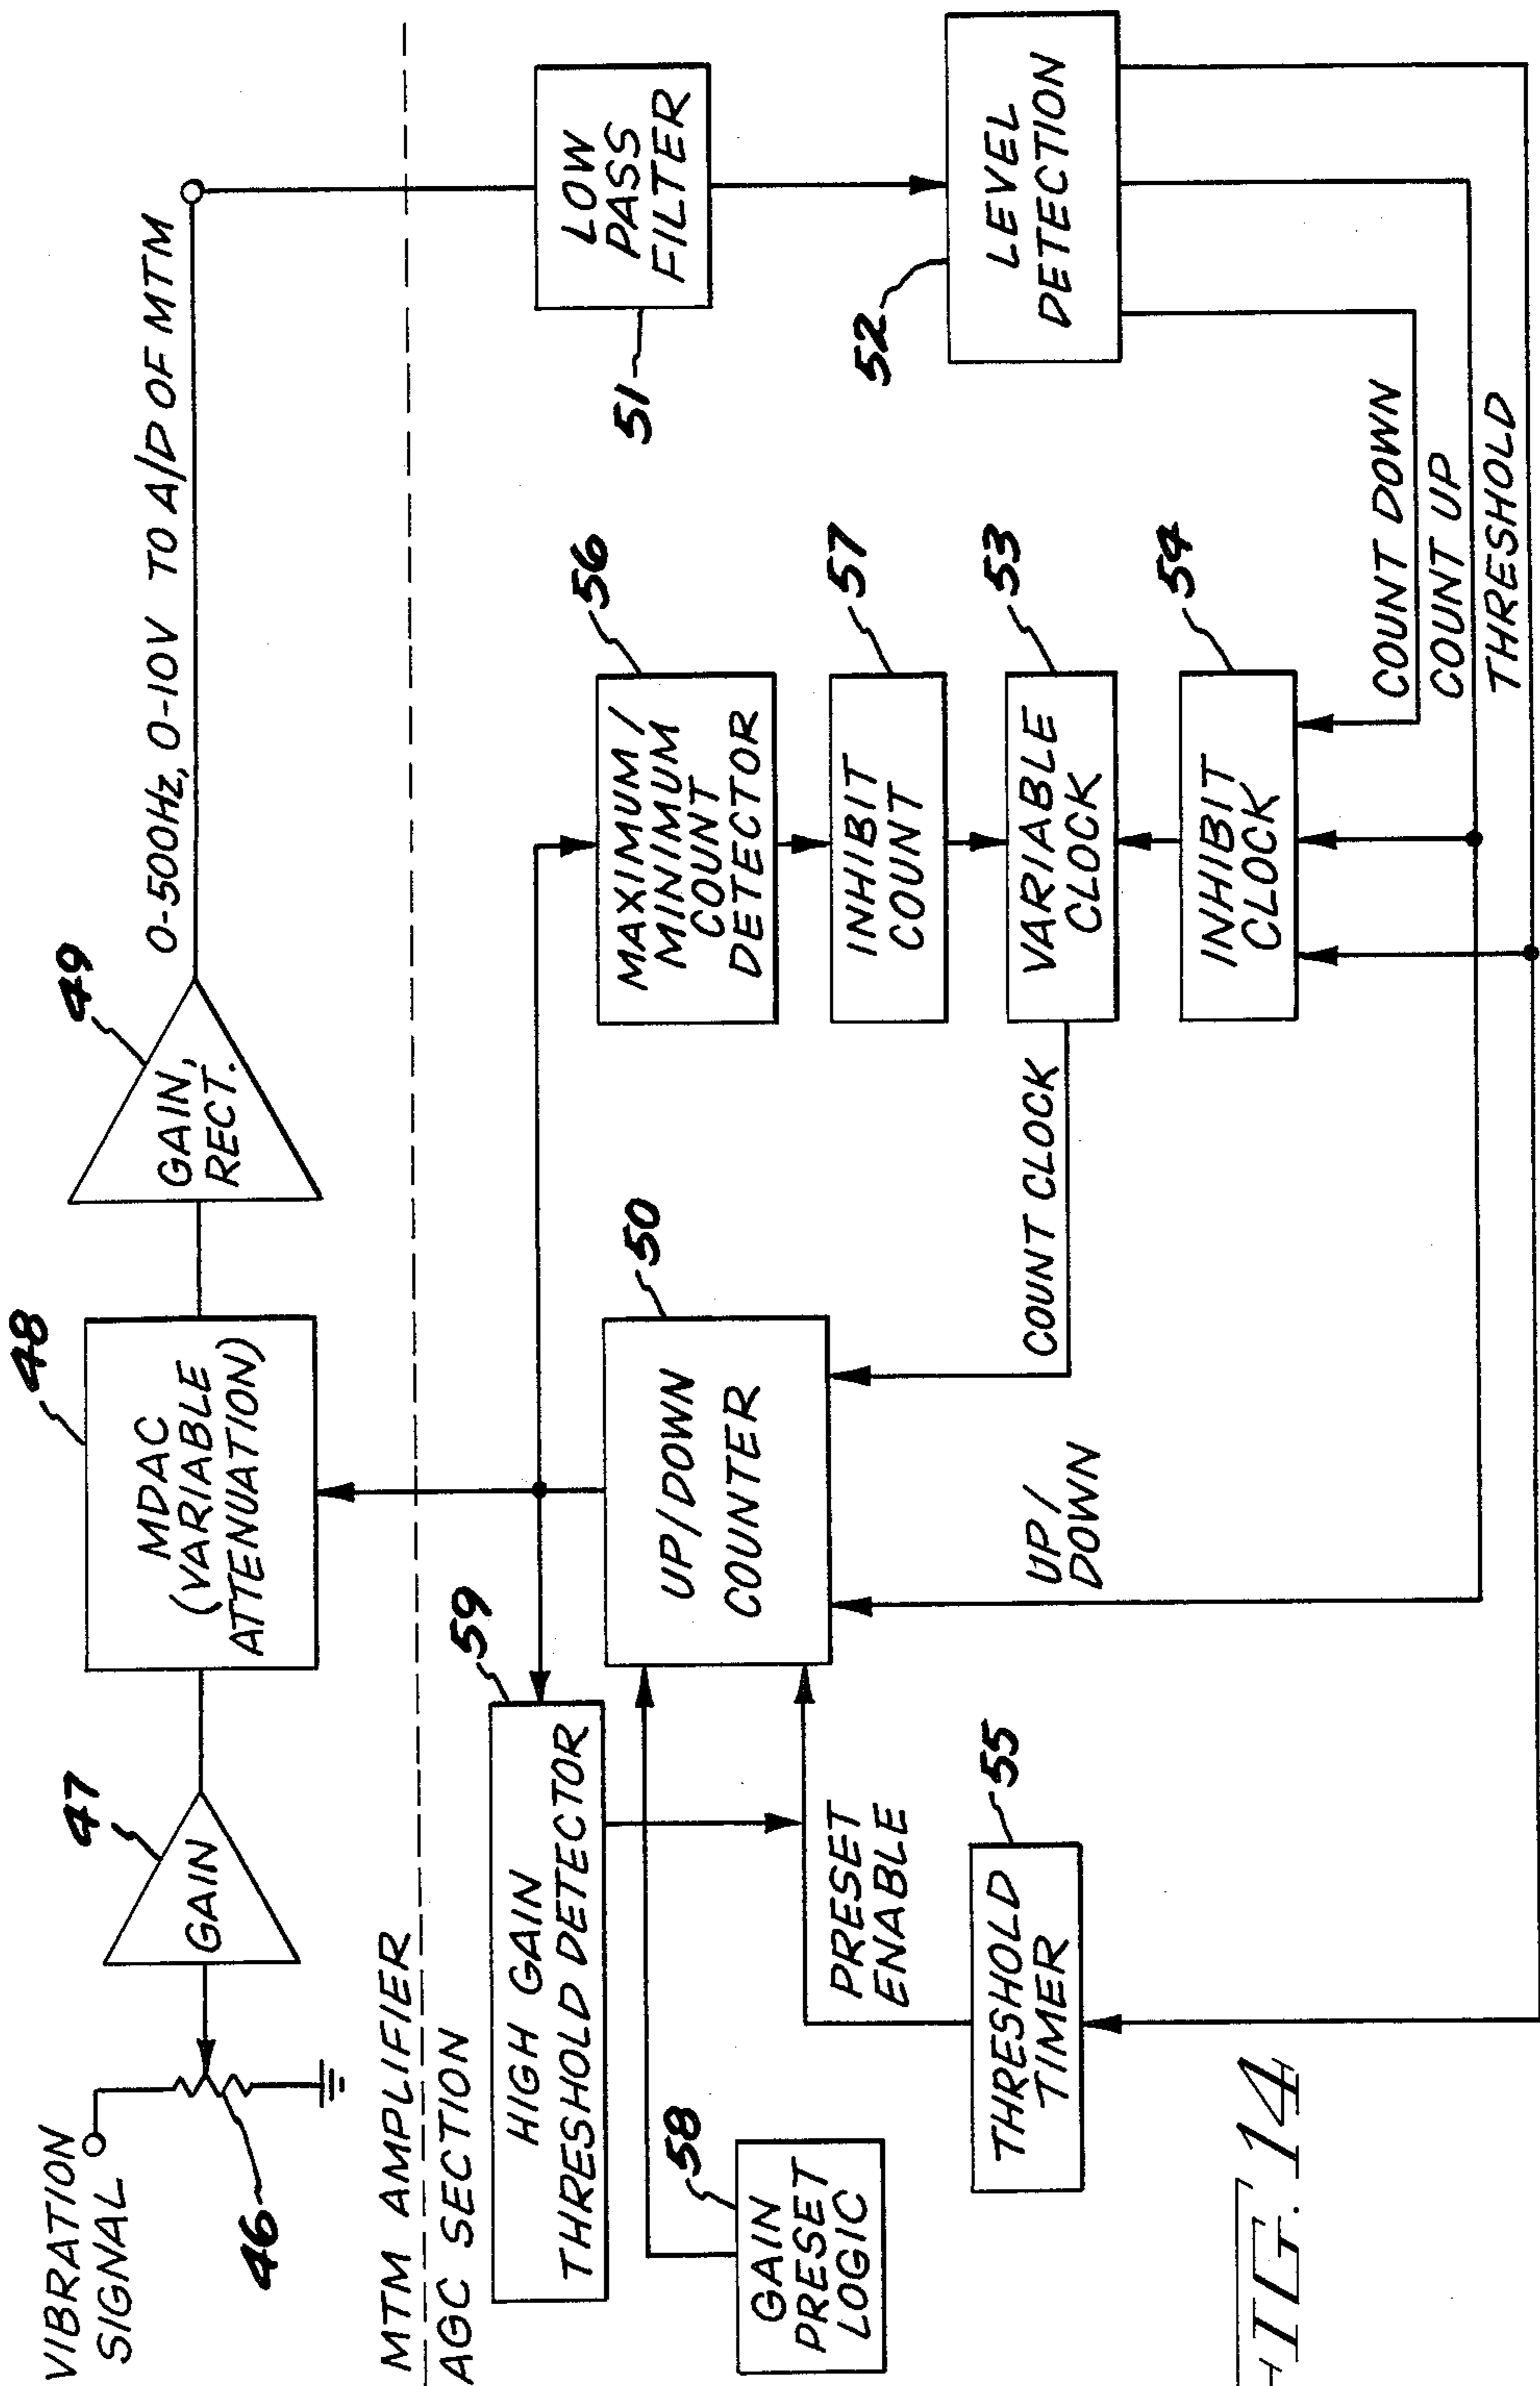 VIBRATION
SIGNAL
46
47
GAIN
48
MDAC
(VARIABLE
ATTENUATION)
49
GAIN,
RECT.
0-500Hz, 0-10V TO A/D OF MTM
MTM AMPLIFIER
AGC SECTION
59
HIGH GAIN
THRESHOLD DETECTOR
58
GAIN
PRESET
LOGIC
PRESET
ENABLE
55
THRESHOLD
TIMER
50
UP/DOWN
COUNTER
UP/
DOWN
COUNT CLOCK
56
MAXIMUM/
MINIMUM
COUNT
DETECTOR
57
INHIBIT
COUNT
53
VARIABLE
CLOCK
54
INHIBIT
CLOCK
51
LOW
PASS
FILTER
52
LEVEL
DETECTION
COUNT DOWN
COUNT UP
THRESHOLD
FIG. 14